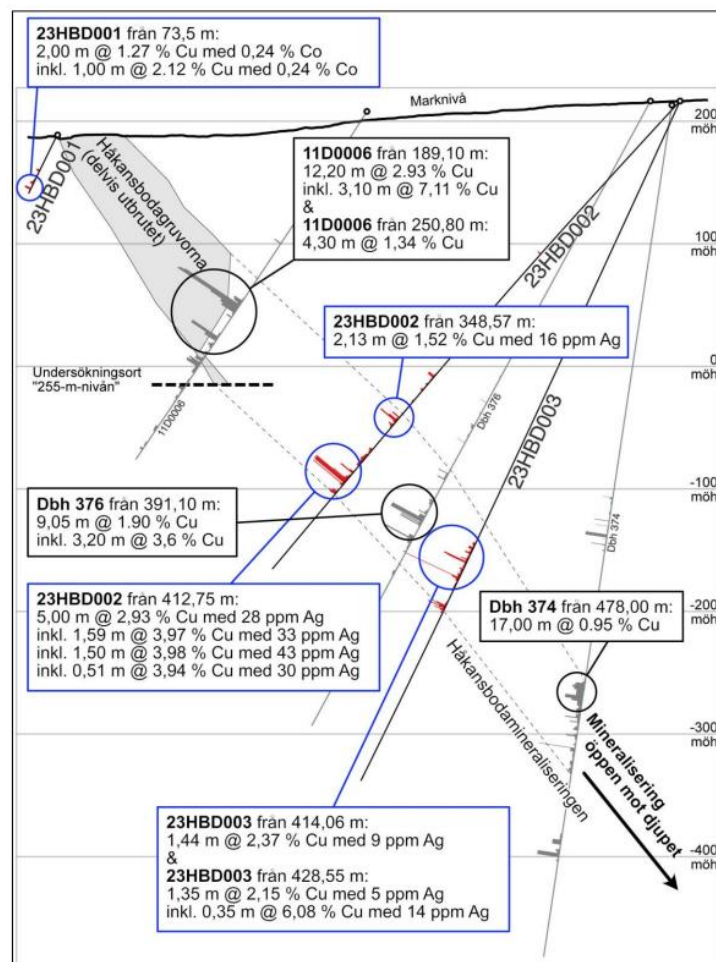 23HBD001 från 73,5 m:
2,00 m @ 1.27 % Cu med 0,24 % Co
inkl. 1,00 m @ 2.12 % Cu med 0,24 % Co
Marknivå
200
möh
23HBD001
Håkansbodagruvorna
(delvis utbrutet)
11D0006 från 189,10 m:
12,20 m @ 2.93 % Cu
inkl. 3,10 m @ 7,11 % Cu
&
11D0006 från 250,80 m:
4,30 m @ 1,34 % Cu
23HBD002
100
möh
23HBD002 från 348,57 m:
2,13 m @ 1,52 % Cu med 16 ppm Ag
Undersökningsort
"255-m-nivån"
0
möh
11D0006
Dbh 376
23HBD003
-100
möh
Dbh 376 från 391,10 m:
9,05 m @ 1.90 % Cu
inkl. 3,20 m @ 3,6 % Cu
Dbh 374
23HBD002 från 412,75 m:
5,00 m @ 2,93 % Cu med 28 ppm Ag
inkl. 1,59 m @ 3,97 % Cu med 33 ppm Ag
inkl. 1,50 m @ 3,98 % Cu med 43 ppm Ag
inkl. 0,51 m @ 3,94 % Cu med 30 ppm Ag
-200
möh
Dbh 374 från 478,00 m:
17,00 m @ 0.95 % Cu
Håkansbodamineraliseringen
-300
möh
Mineralisering
öppen mot djupet
23HBD003 från 414,06 m:
1,44 m @ 2,37 % Cu med 9 ppm Ag
&
23HBD003 från 428,55 m:
1,35 m @ 2,15 % Cu med 5 ppm Ag
inkl. 0,35 m @ 6,08 % Cu med 14 ppm Ag
-400
möh